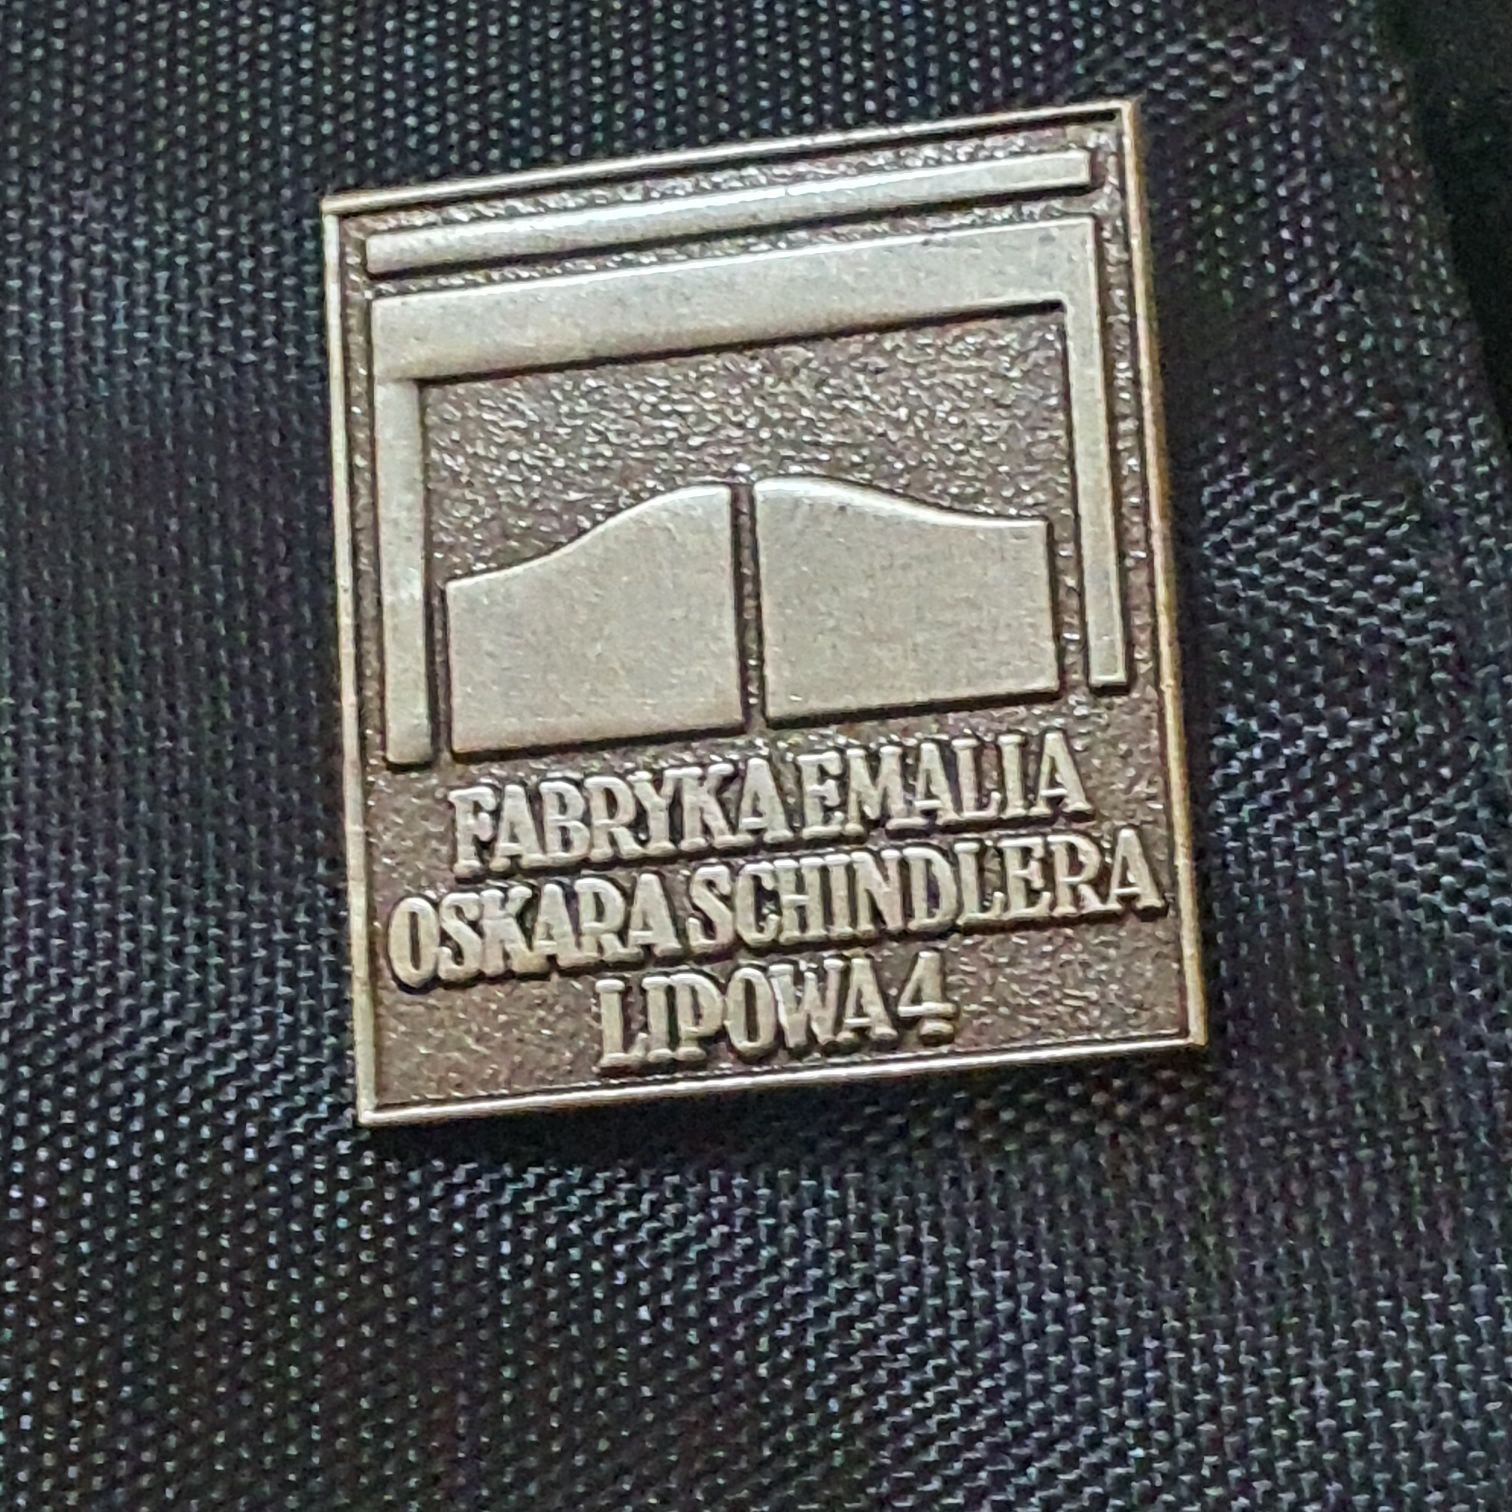 FABRYKA EMALIA
OSKARA SCHINDLERA
LIPOWA 4